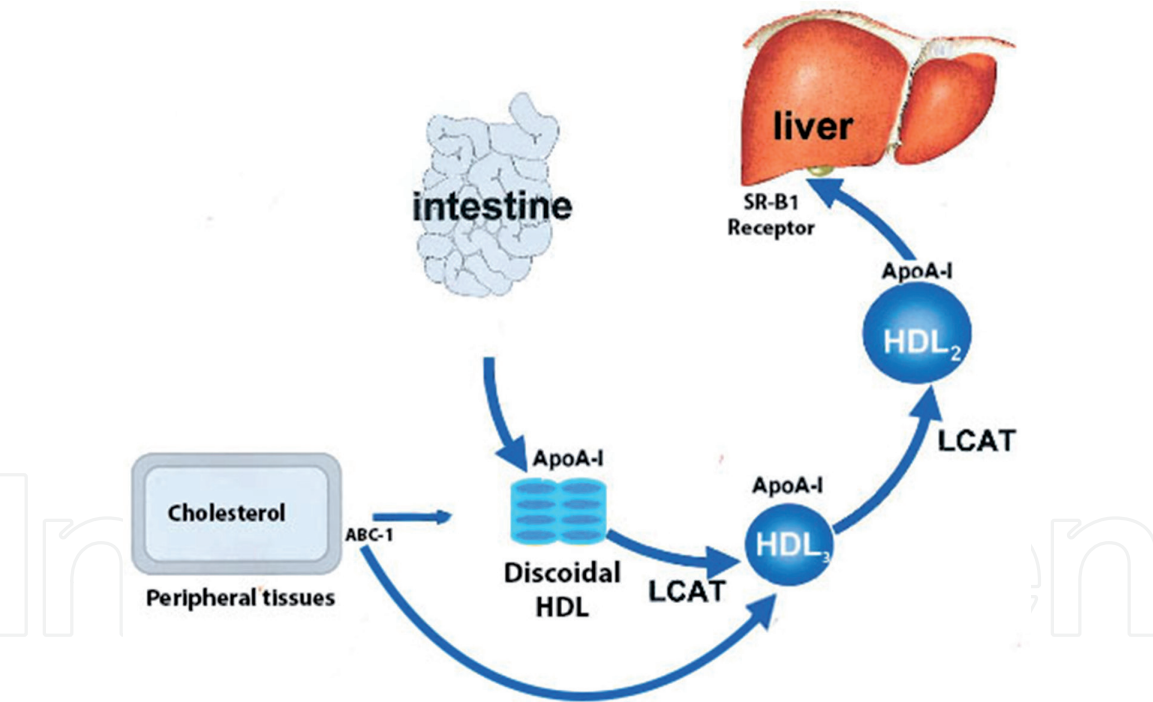 liver
intestine
SR-B1
Receptor
ApoA-I
HDL2
LCAT
ApoA-I
ApoA-I
Cholesterol
ABC-1
HDL3
Discoidal
HDL
LCAT
Peripheral tissues